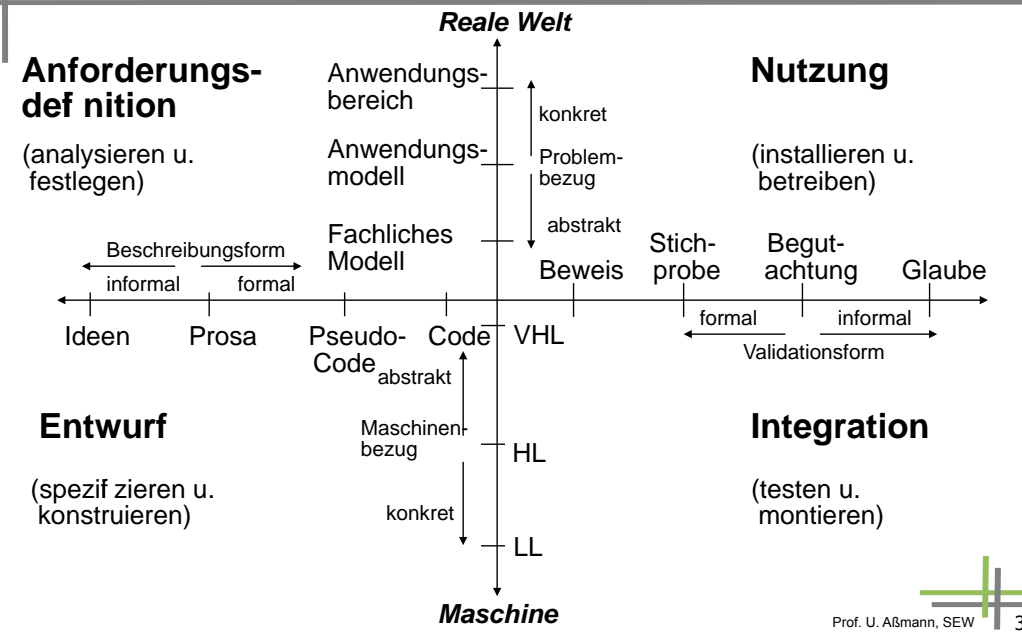 Reale Welt
Anforderungs-
def nition
(analysieren u.
festlegen)
Anwendungs-
bereich
Anwendungs-
modell
Fachliches
Modell
konkret
Problem-
bezug
abstrakt
Nutzung
(installieren u.
betreiben)
Beschreibungsform
informal formal
Beweis
Stich-
probe
Begut-
achtung
Glaube
Ideen
Prosa
Pseudo-
Code
Code
VHL
formal informal
Validationsform
abstrakt
Maschinen-
bezug
konkret
HL
LL
Entwurf
(spezif zieren u.
konstruieren)
Integration
(testen u.
montieren)
Maschine
Prof. U. Aßmann, SEW
3